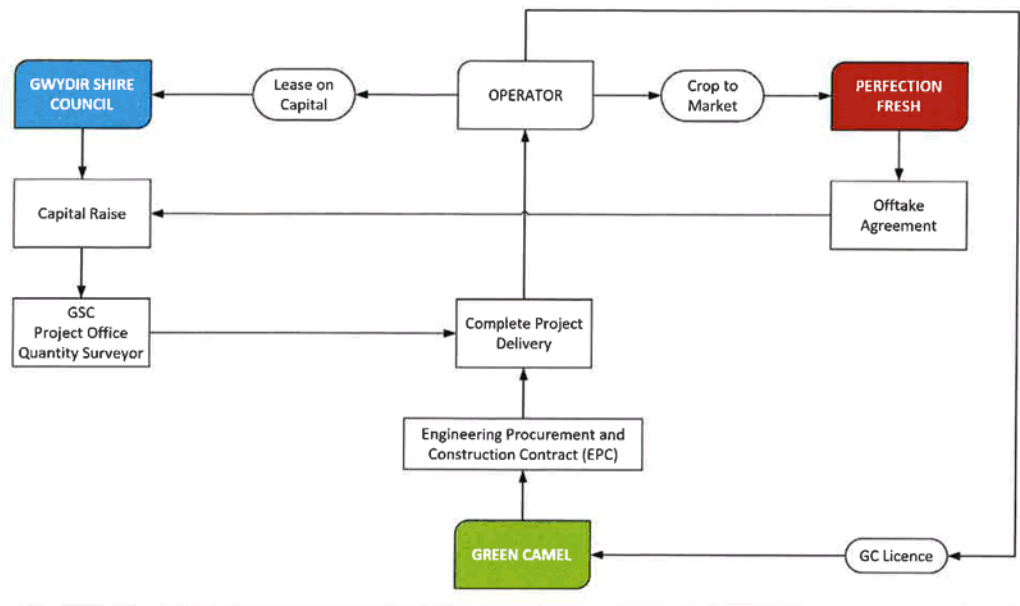 GWYDIR SHIRE
COUNCIL
Lease on
Capital
OPERATOR
Crop to
Market
PERFECTION
FRESH
Capital Raise
Offtake
Agreement
GSC
Project Office
Quantity Surveyor
Complete Project
Delivery
Engineering Procurement and
Construction Contract (EPC)
GREEN CAMEL
GC Licence